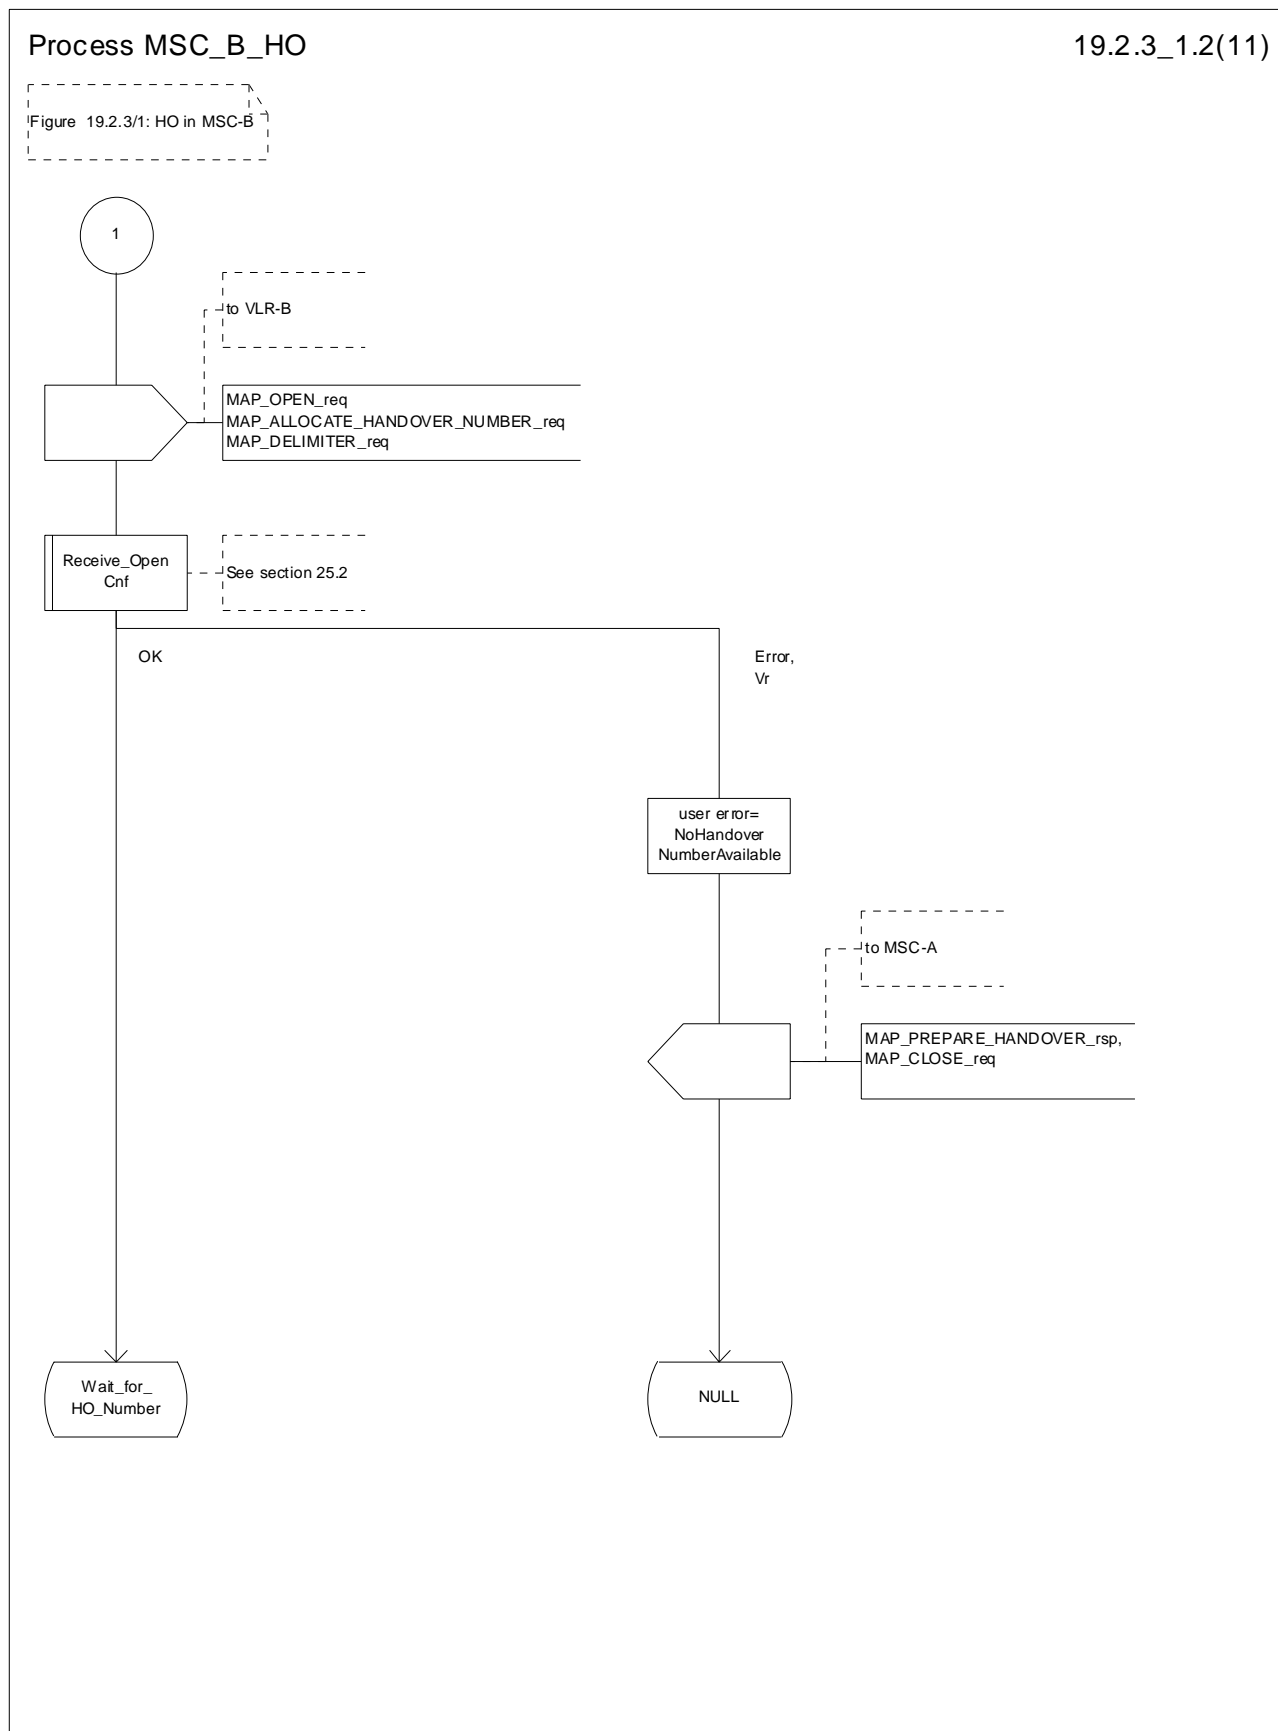 Process MSC_B_HO
19.2.3_1.2(11)
Figure 19.2.3/1: HO in MSC-B
1
to VLR-B
MAP_OPEN_req
MAP_ALLOCATE_HANDOVER_NUMBER_req
MAP_DELIMITER_req
Receive_Open
Cnf
See section 25.2
OK
Error,
Vr
user error=
NoHandover
NumberAvailable
to MSC-A
MAP_PREPARE_HANDOVER_rsp,
MAP_CLOSE_req
Wait_for_
HO_Number
NULL